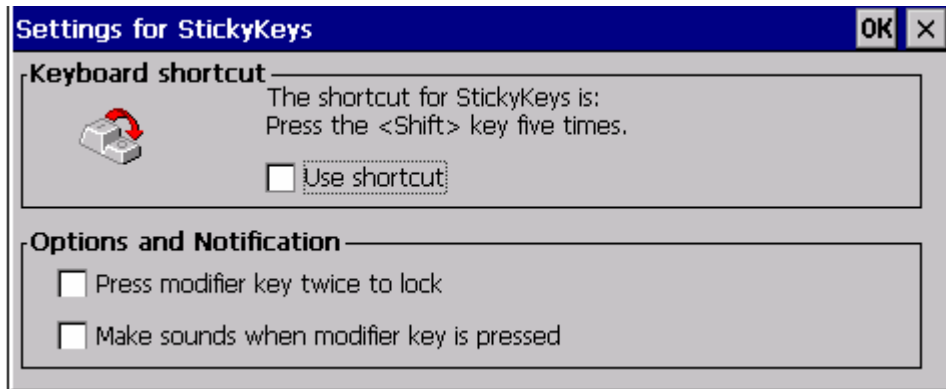 Settings for StickyKeys OK ×
Keyboard shortcut
The shortcut for StickyKeys is:
Press the <Shift> key five times.
Use shortcut
Options and Notification
Press modifier key twice to lock
Make sounds when modifier key is pressed